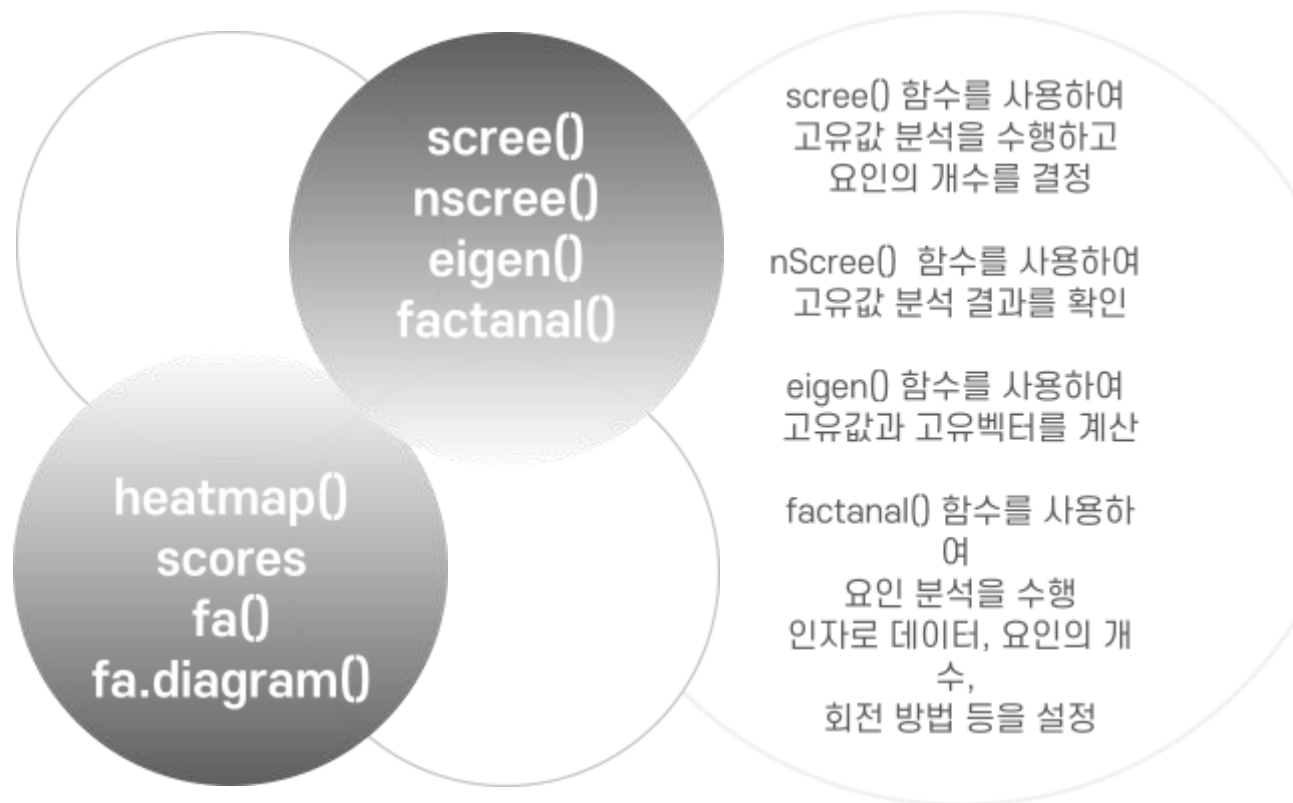 scree()
nscree()
eigen()
factanal()
heatmap()
scores
fa()
fa.diagram()
scree() 함수를 사용하여
고유값 분석을 수행하고
요인의 개수를 결정
nScree() 함수를 사용하여
고유값 분석 결과를 확인
eigen() 함수를 사용하여
고유값과 고유벡터를 계산
factanal() 함수를 사용하
여
요인 분석을 수행
인자로 데이터, 요인의 개
수,
회전 방법 등을 설정